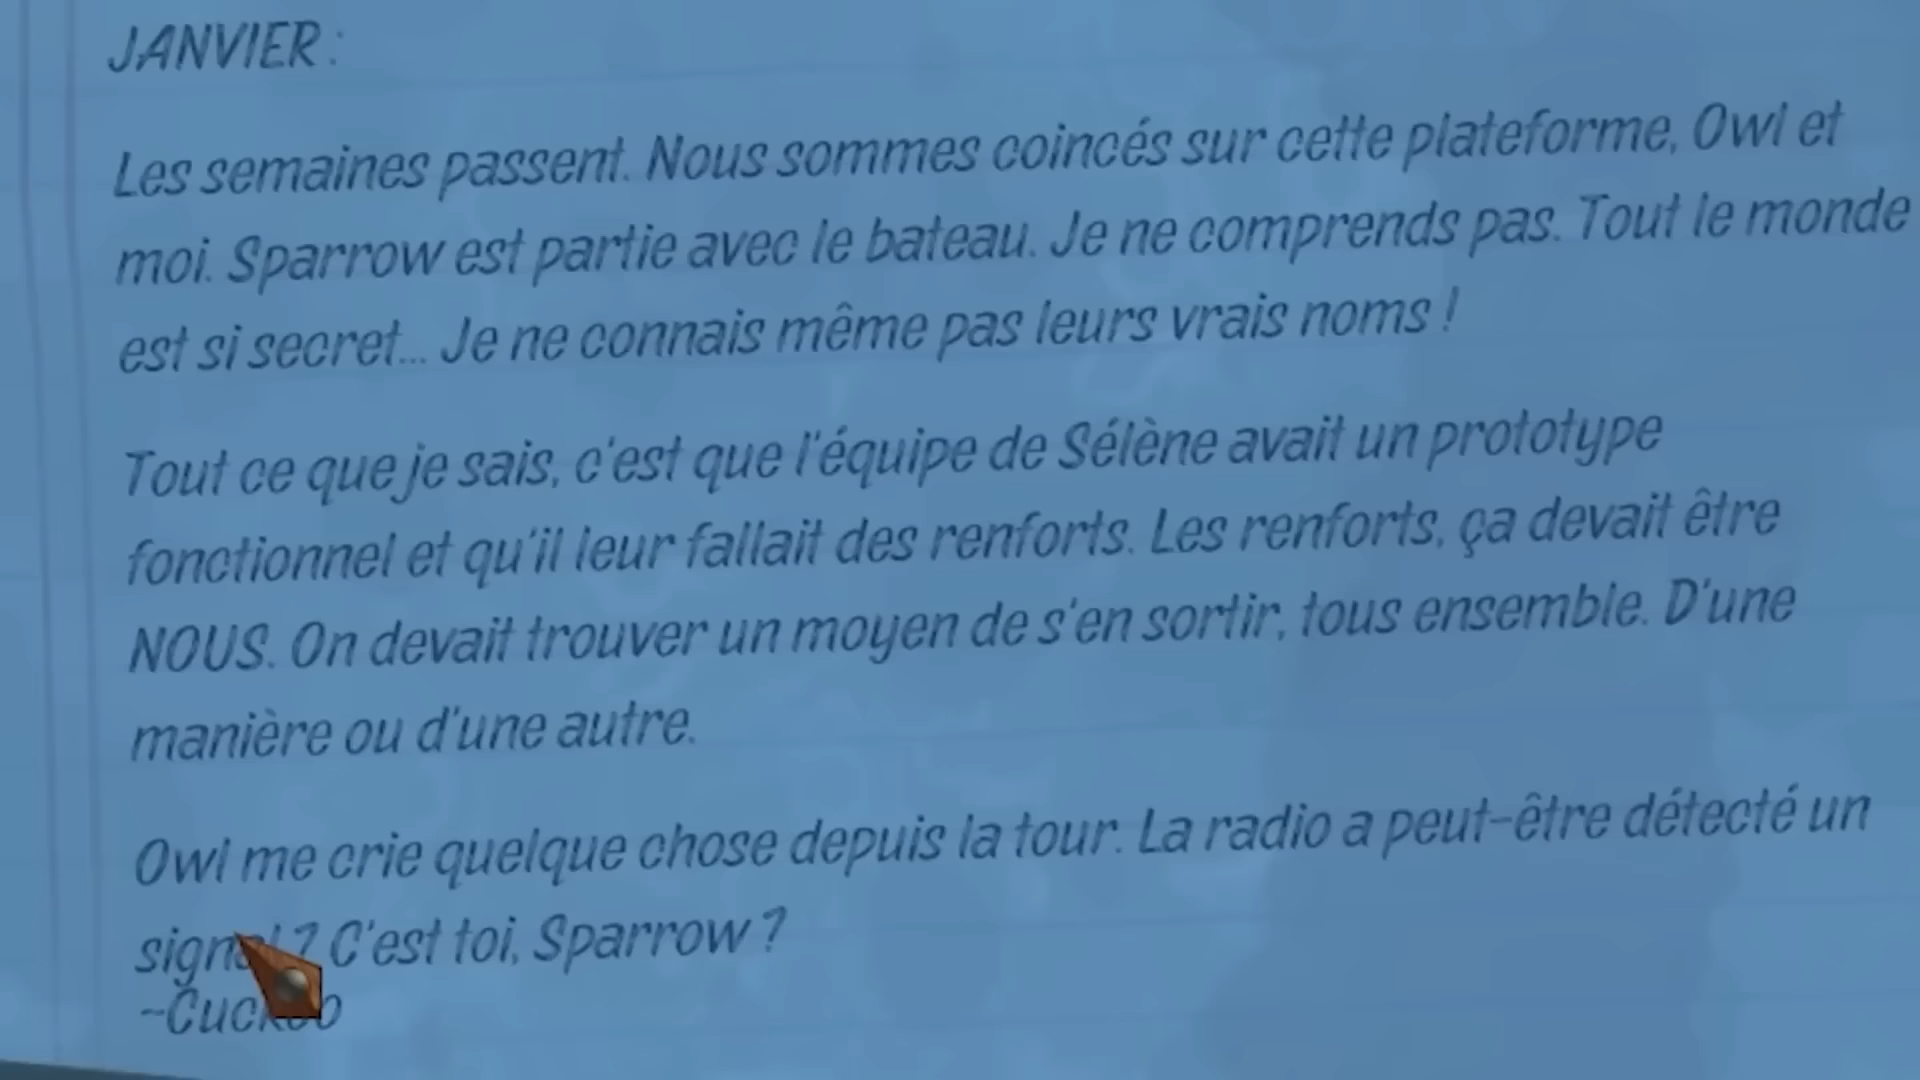 JANVIER :
Les semaines passent. Nous sommes coincés sur cette plateforme, Owl et
moi. Sparrow est partie avec le bateau. Je ne comprends pas. Tout le monde
est si secret... Je ne connais même pas leurs vrais noms !
Tout ce que je sais, c'est que l'équipe de Sélène avait un prototype
fonctionnel et qu'il leur fallait des renforts. Les renforts, ça devait être
NOUS. On devait trouver un moyen de s'en sortir, tous ensemble. D'une
manière ou d'une autre.
Owl me crie quelque chose depuis la tour. La radio a peut-être détecté un
signal ? C'est toi, Sparrow ?
~Cuckoo